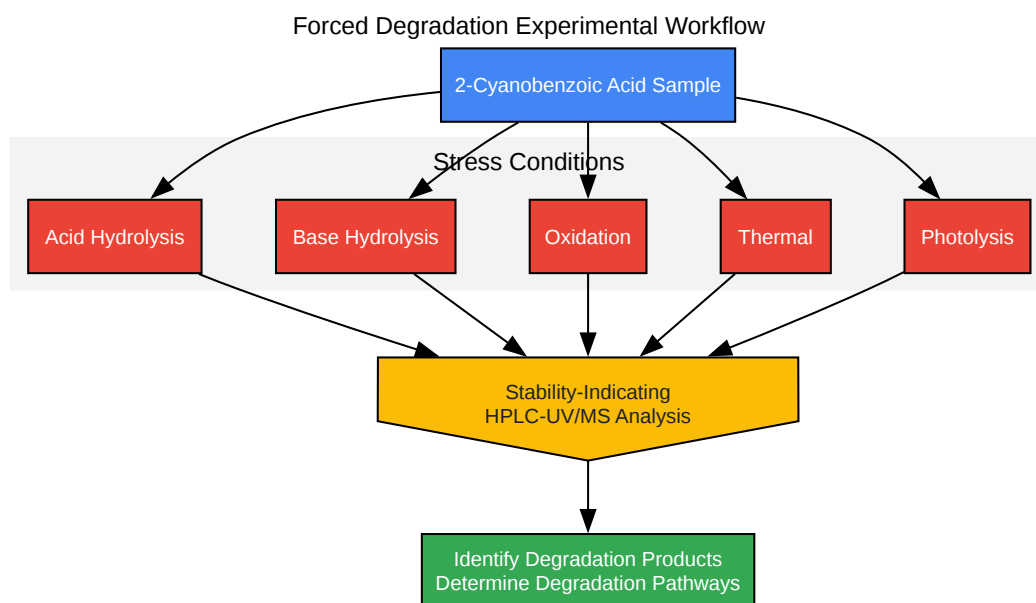 Forced Degradation Experimental Workflow
2-Cyanobenzoic Acid Sample
Stress Conditions
Acid Hydrolysis
Base Hydrolysis
Oxidation
Thermal
Photolysis
Stability-Indicating
HPLC-UV/MS Analysis
Identify Degradation Products
Determine Degradation Pathways